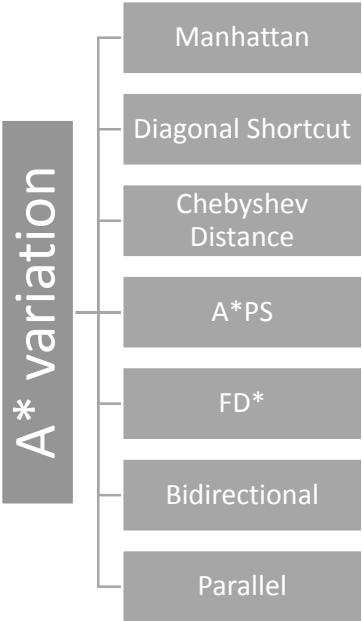 A* variation
Manhattan
Diagonal Shortcut
Chebyshev
Distance
A*PS
FD*
Bidirectional
Parallel